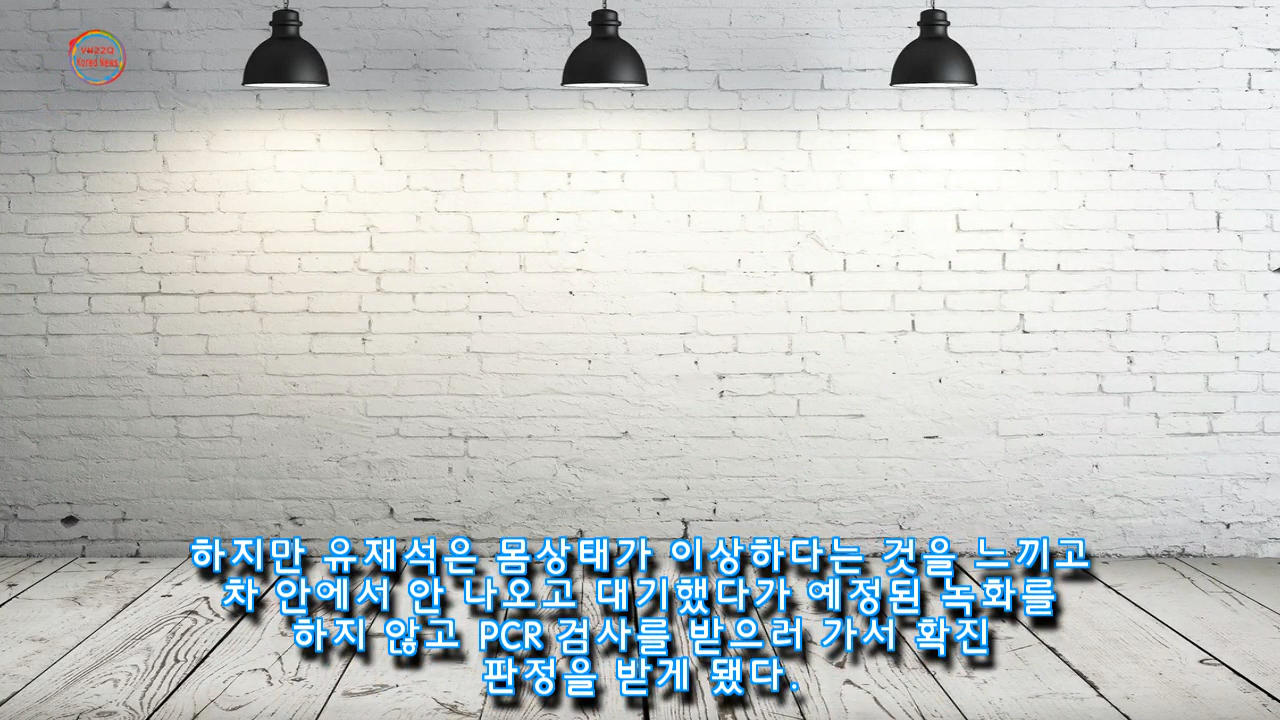 YH22Q
Korea News
하지만 유재석은 몸상태가 이상하다는 것을 느끼고
차 안에서 안 나오고 대기했다가 예정된 녹화를
하지 않고 PCR 검사를 받으러 가서 확진
판정을 받게 됐다.